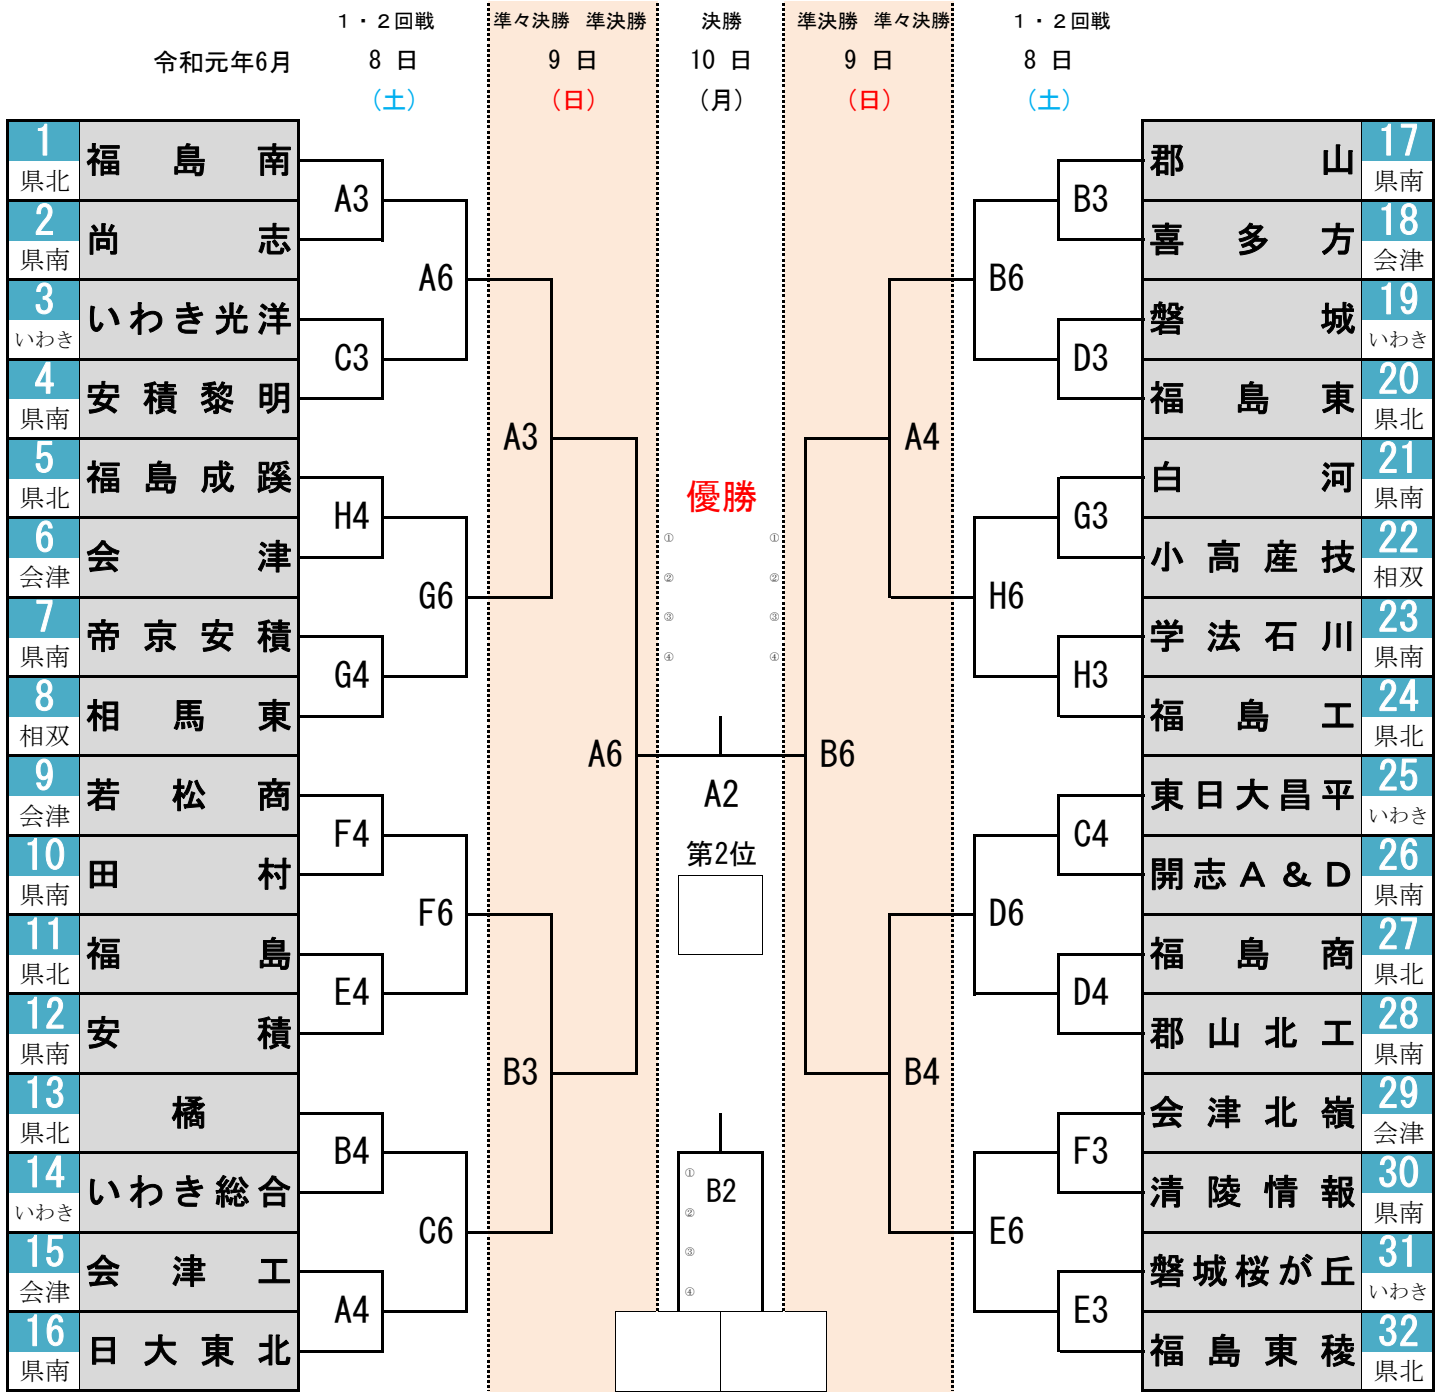 1・2回戦 準々決勝 準決勝 決勝 準決勝 準々決勝 1・2回戦
令和元年6月 8 日 9 日 10 日 9 日 8 日
(土) (日) (月) (日) (土)
1 福島南 県北
A3
2 尚志 県南
A6
3 いわき光洋 いわき
C3
4 安積黎明 県南
A3
5 福島成蹊 県北
H4
6 会津 会津
G6
7 帝京安積 県南
G4
8 相馬東 相双
A6
9 若松商 会津
F4
10 田村 県南
F6
11 福島 県北
E4
12 安積 県南
B3
13 橘 県北
B4
14 いわき総合 いわき
C6
15 会津工 会津
A4
16 日大東北 県南
優勝
① ①
② ②
③ ③
④ ④
A2
第2位
B2
①
②
③
④
郡山 17 県南
B3
喜多方 18 会津
B6
磐城 19 いわき
D3
福島東 20 県北
A4
白河 21 県南
G3
小高産技 22 相双
H6
学法石川 23 県南
H3
福島工 24 県北
B6
東日大昌平 25 いわき
C4
開志A&D 26 県南
D6
福島商 27 県北
D4
郡山北工 28 県南
B4
会津北嶺 29 会津
F3
清陵情報 30 県南
E6
磐城桜が丘 31 いわき
E3
福島東稜 32 県北